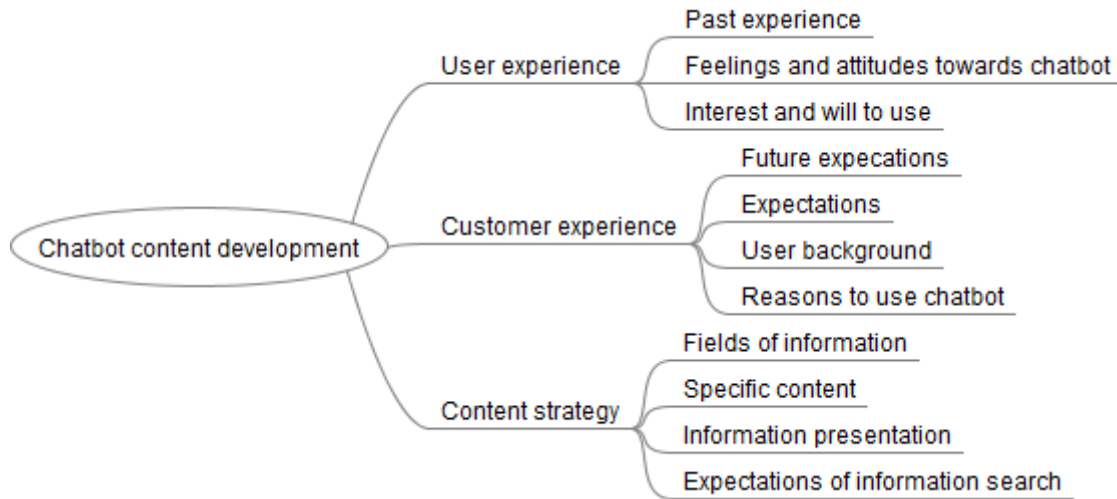 Chatbot content development
User experience
Past experience
Feelings and attitudes towards chatbot
Interest and will to use
Customer experience
Future expecations
Expectations
User background
Reasons to use chatbot
Content strategy
Fields of information
Specific content
Information presentation
Expectations of information search